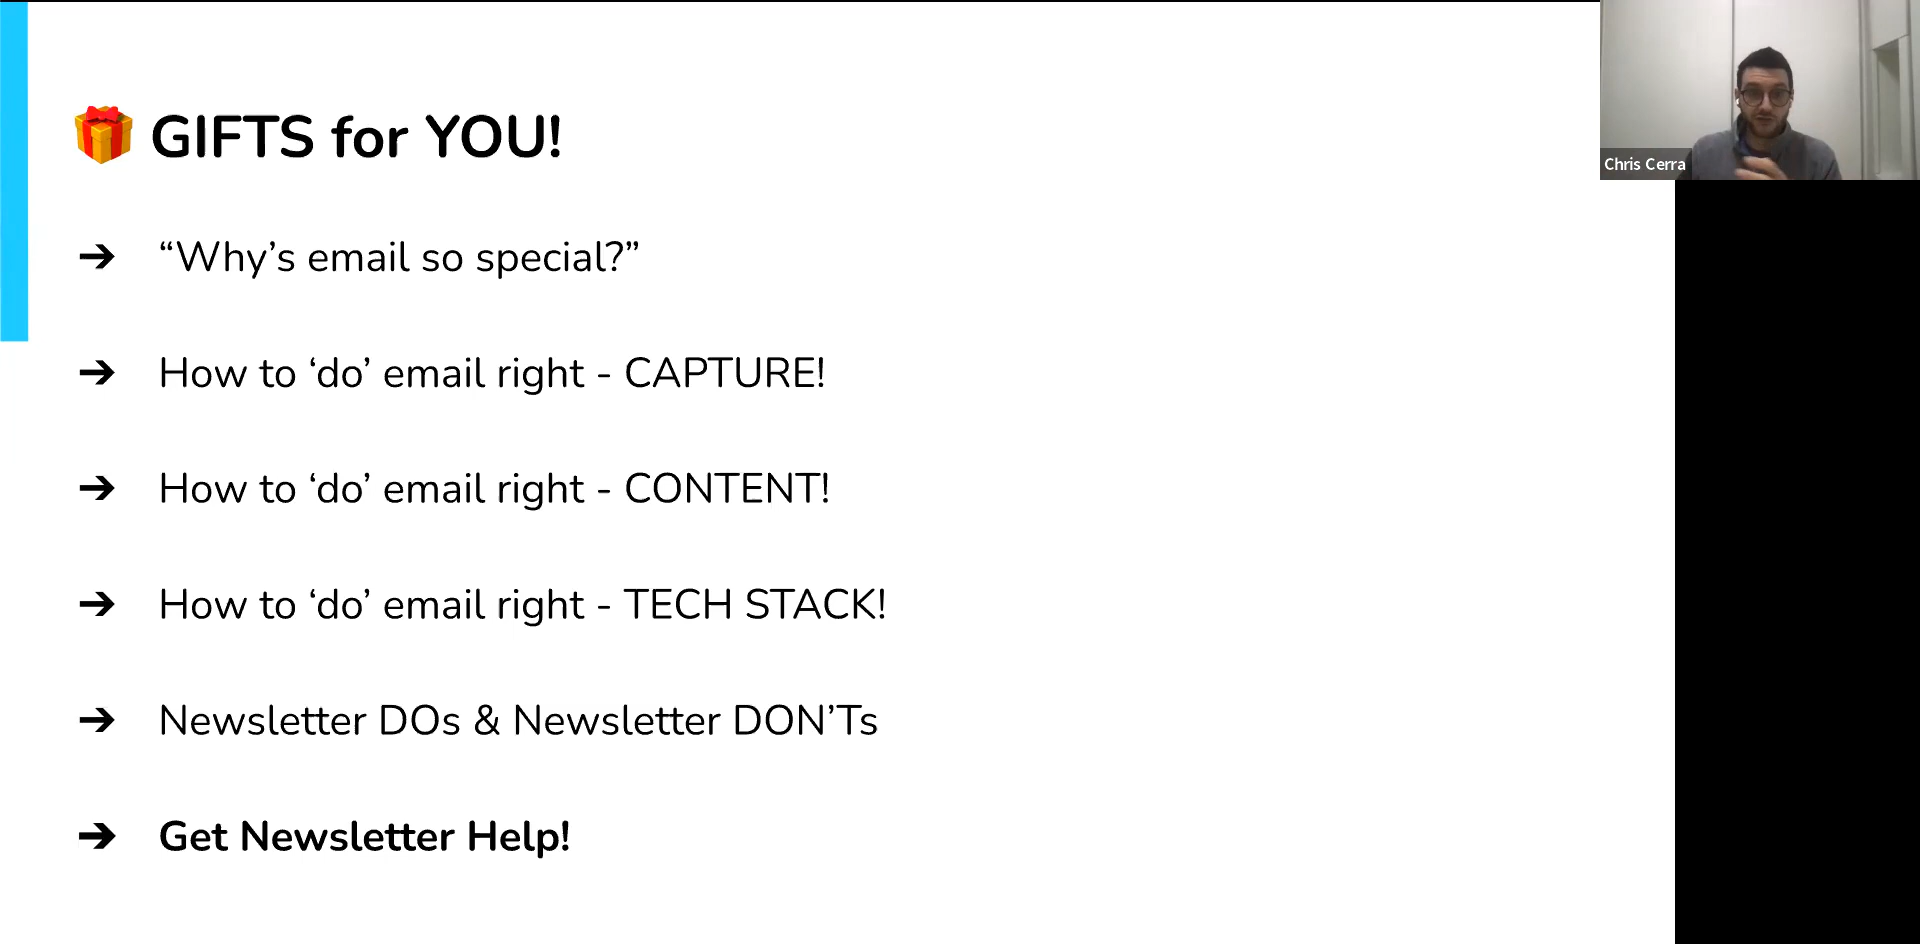 🎁 GIFTS for YOU!
Chris Cerra
➔ “Why’s email so special?”
➔ How to ‘do’ email right - CAPTURE!
➔ How to ‘do’ email right - CONTENT!
➔ How to ‘do’ email right - TECH STACK!
➔ Newsletter DOs & Newsletter DON’Ts
➔ Get Newsletter Help!